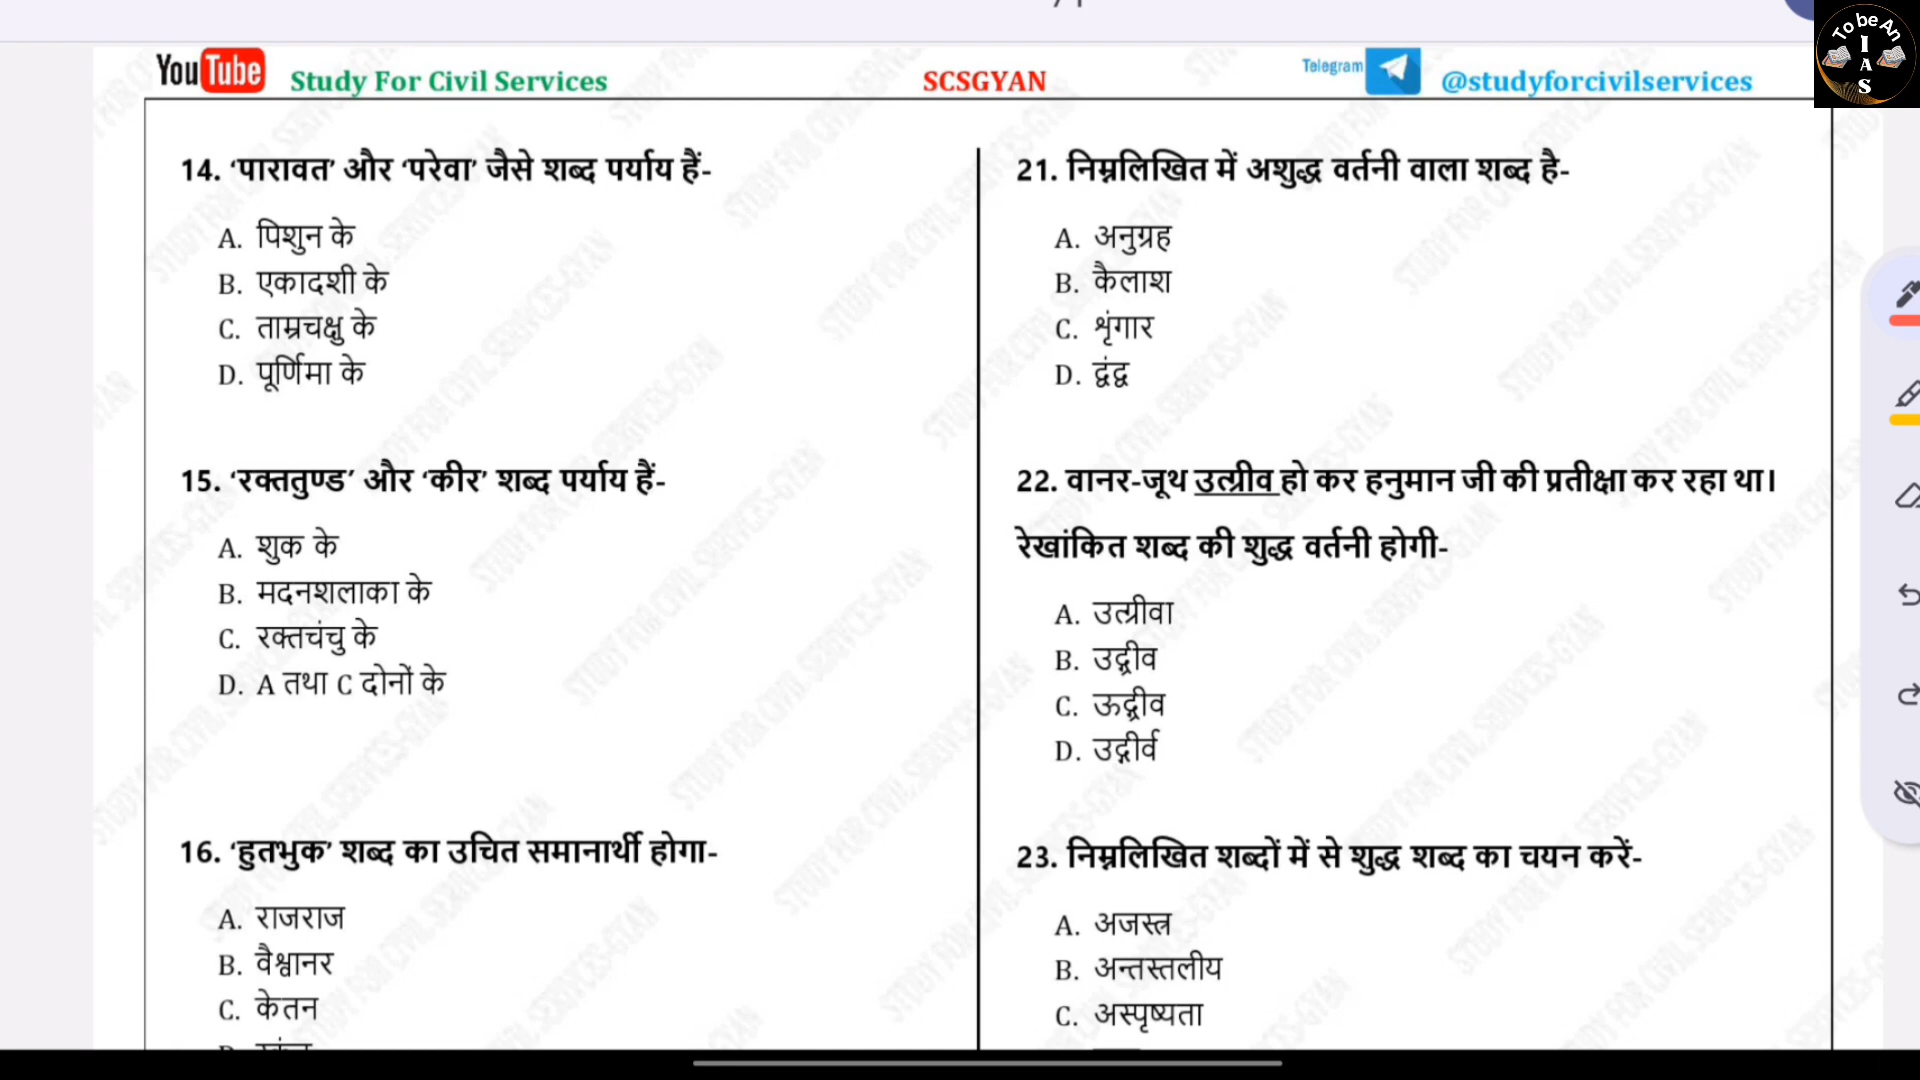 YouTube Study For Civil Services SCSGYAN Telegram @studyforcivilservices
To be An
I
A
S
14. ‘पारावत’ और ‘परेवा’ जैसे शब्द पर्याय हैं-
A. पिशुन के
B. एकादशी के
C. ताम्रचक्षु के
D. पूर्णिमा के
15. ‘रक्ततुण्ड’ और ‘कीर’ शब्द पर्याय हैं-
A. शुक के
B. मदनशलाका के
C. रक्तचंचु के
D. A तथा C दोनों के
16. ‘हुतभुक’ शब्द का उचित समानार्थी होगा-
A. राजराज
B. वैश्वानर
C. केतन
21. निम्नलिखित में अशुद्ध वर्तनी वाला शब्द है-
A. अनुग्रह
B. कैलाश
C. शृंगार
D. द्वंद्व
22. वानर-जूथ उत्ग्रीव हो कर हनुमान जी की प्रतीक्षा कर रहा था।
रेखांकित शब्द की शुद्ध वर्तनी होगी-
A. उत्ग्रीवा
B. उद्ग्रीव
C. ऊद्ग्रीव
D. उद्गीर्व
23. निम्नलिखित शब्दों में से शुद्ध शब्द का चयन करें-
A. अजस्त्र
B. अन्तस्तलीय
C. अस्पृष्यता